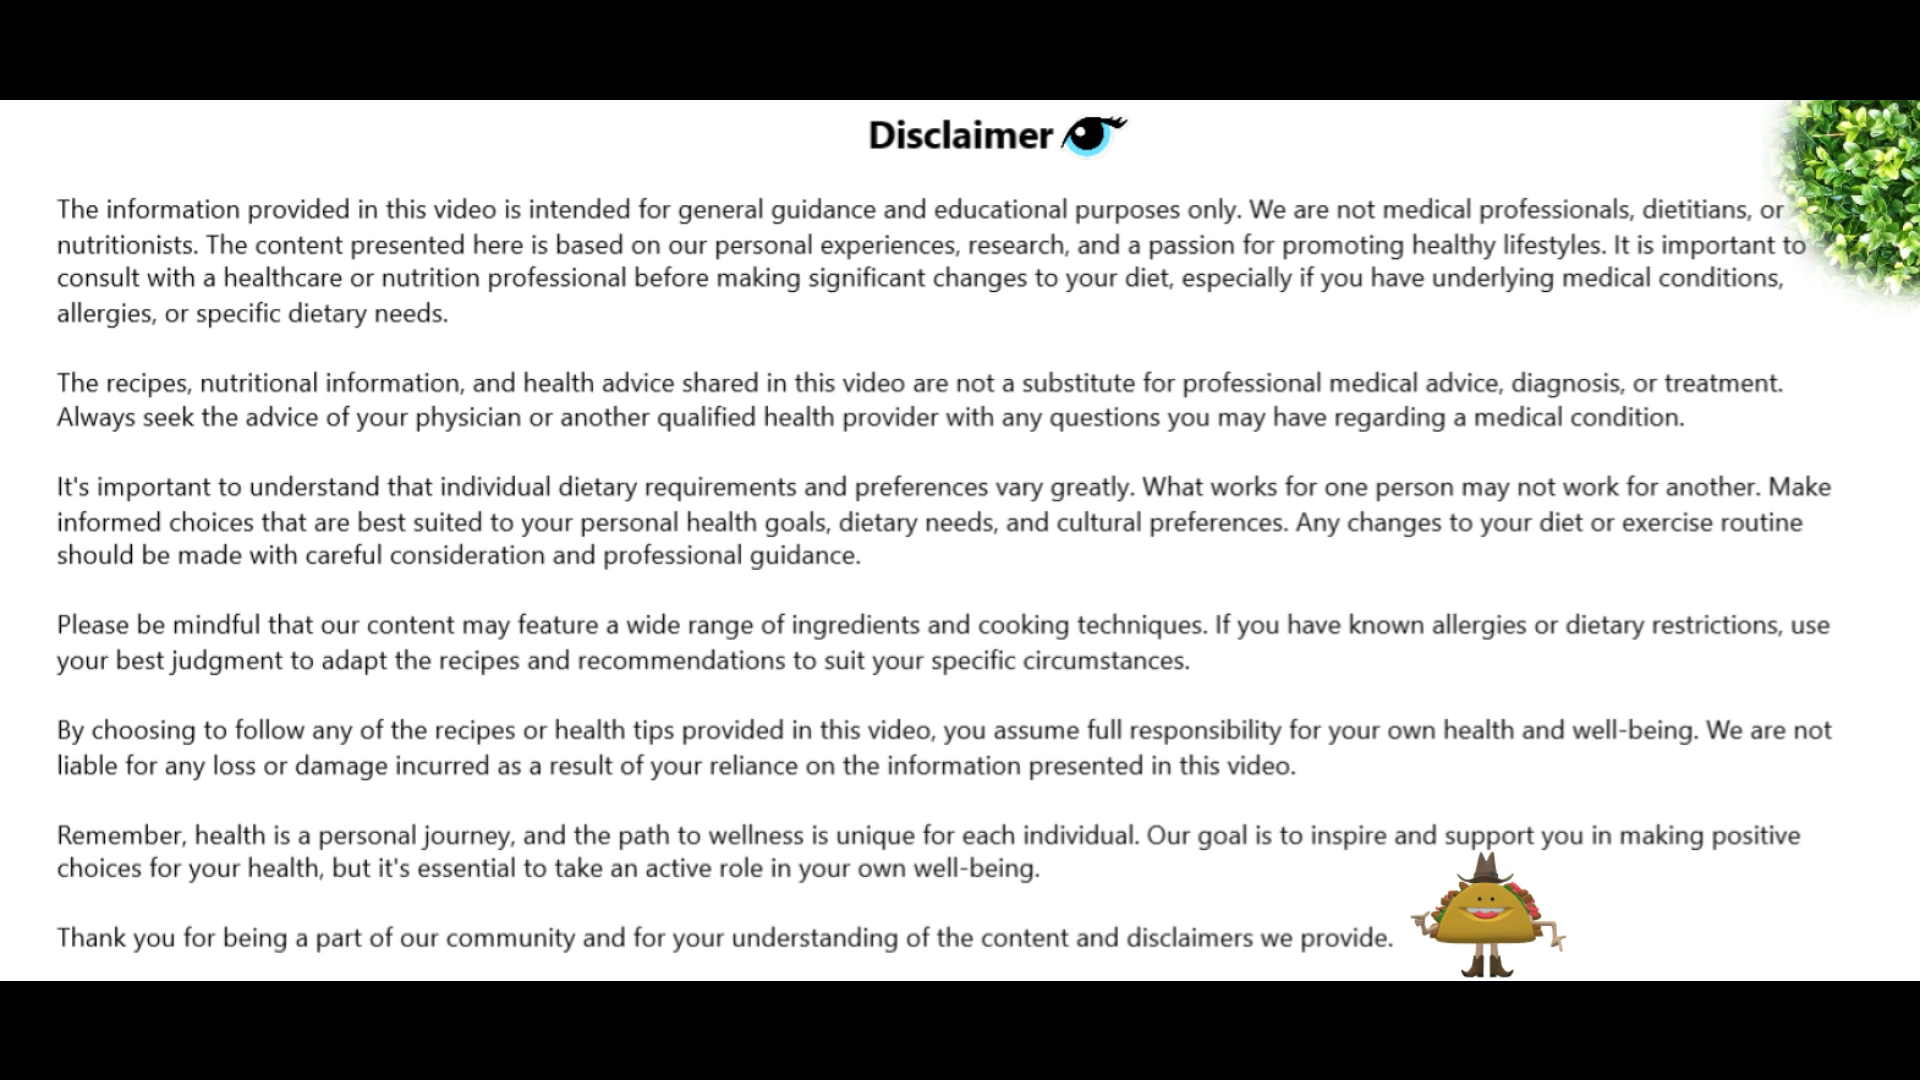 Disclaimer
The information provided in this video is intended for general guidance and educational purposes only. We are not medical professionals, dietitians, or
nutritionists. The content presented here is based on our personal experiences, research, and a passion for promoting healthy lifestyles. It is important to
consult with a healthcare or nutrition professional before making significant changes to your diet, especially if you have underlying medical conditions,
allergies, or specific dietary needs.
The recipes, nutritional information, and health advice shared in this video are not a substitute for professional medical advice, diagnosis, or treatment.
Always seek the advice of your physician or another qualified health provider with any questions you may have regarding a medical condition.
It's important to understand that individual dietary requirements and preferences vary greatly. What works for one person may not work for another. Make
informed choices that are best suited to your personal health goals, dietary needs, and cultural preferences. Any changes to your diet or exercise routine
should be made with careful consideration and professional guidance.
Please be mindful that our content may feature a wide range of ingredients and cooking techniques. If you have known allergies or dietary restrictions, use
your best judgment to adapt the recipes and recommendations to suit your specific circumstances.
By choosing to follow any of the recipes or health tips provided in this video, you assume full responsibility for your own health and well-being. We are not
liable for any loss or damage incurred as a result of your reliance on the information presented in this video.
Remember, health is a personal journey, and the path to wellness is unique for each individual. Our goal is to inspire and support you in making positive
choices for your health, but it's essential to take an active role in your own well-being.
Thank you for being a part of our community and for your understanding of the content and disclaimers we provide.